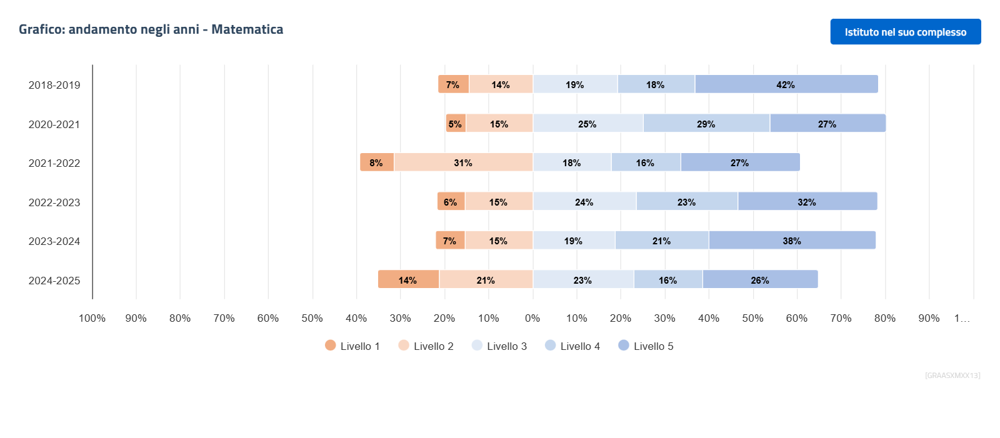 Grafico: andamento negli anni - Matematica
Istituto nel suo complesso
2018-2019 7% 14% 19% 18% 42%
2020-2021 5% 15% 25% 29% 27%
2021-2022 8% 31% 18% 16% 27%
2022-2023 6% 15% 24% 23% 32%
2023-2024 7% 15% 19% 21% 38%
2024-2025 14% 21% 23% 16% 26%
100% 90% 80% 70% 60% 50% 40% 30% 20% 10% 0% 10% 20% 30% 40% 50% 60% 70% 80% 90% 1…
Livello 1 Livello 2 Livello 3 Livello 4 Livello 5
[GRAASXMXX13]